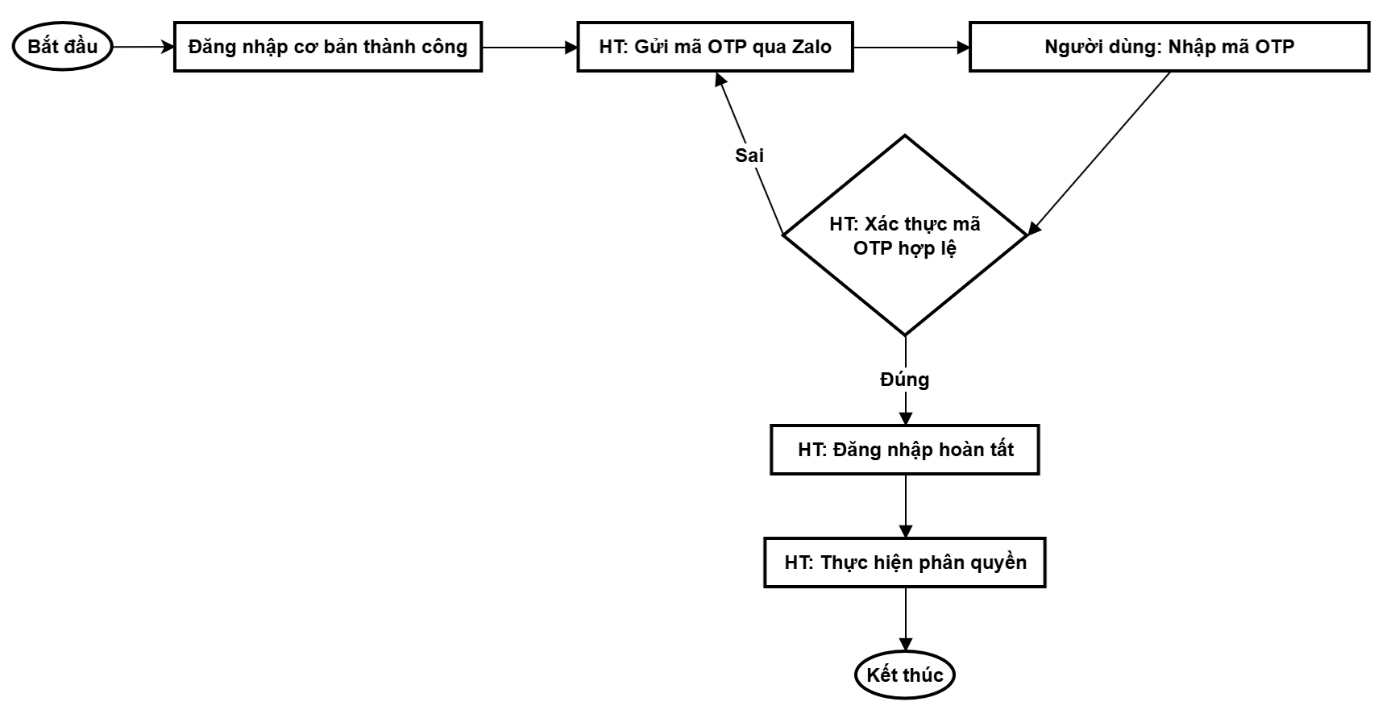 Bắt đầu
Đăng nhập cơ bản thành công
HT: Gửi mã OTP qua Zalo
Người dùng: Nhập mã OTP
Sai
HT: Xác thực mã
OTP hợp lệ
Đúng
HT: Đăng nhập hoàn tất
HT: Thực hiện phân quyền
Kết thúc